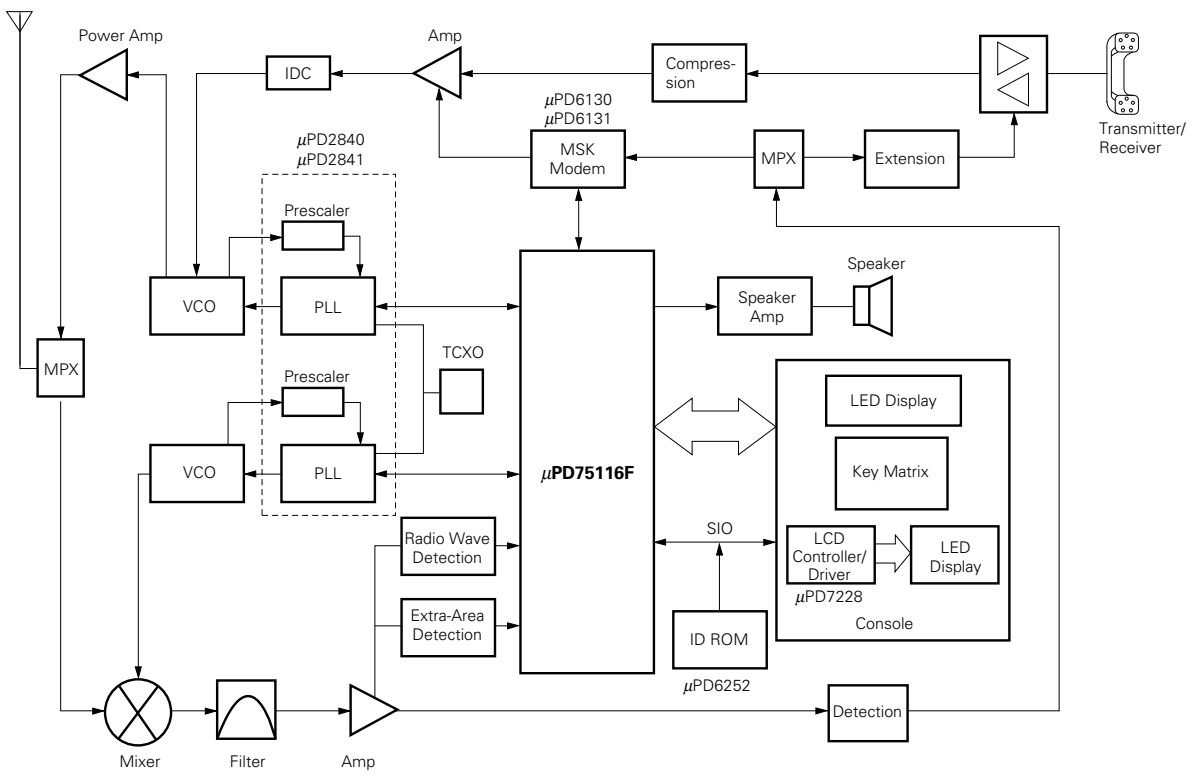 Power Amp
Amp
IDC
Compres-
sion
Transmitter/
Receiver
μPD6130
μPD6131
MSK
Modem
MPX
Extension
μPD2840
μPD2841
Prescaler
VCO
PLL
Speaker
Amp
Speaker
MPX
TCXO
Prescaler
VCO
PLL
μPD75116F
LED Display
Key Matrix
SIO
LCD
Controller/
Driver
LED
Display
μPD7228
Console
Radio Wave
Detection
Extra-Area
Detection
ID ROM
μPD6252
Detection
Mixer
Filter
Amp